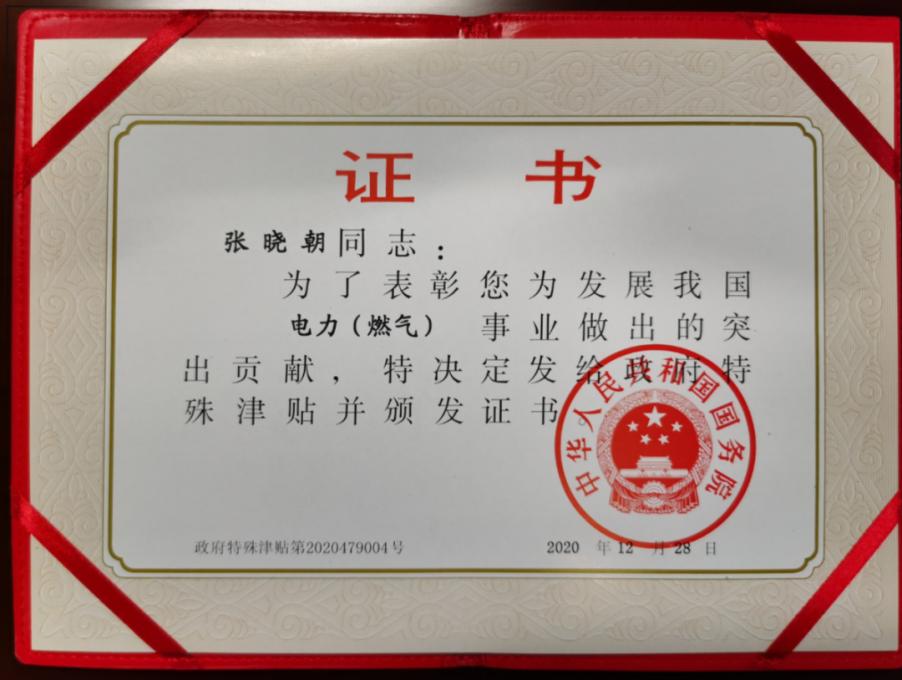 证书
张晓朝同志：
为了表彰您为发展我国
电力（燃气）事业做出的突
出贡献，特决定发给政府特
殊津贴并颁发证书。
中华人民共和国国务院
政府特殊津贴第2020479004号
2020 年 12 月 28 日